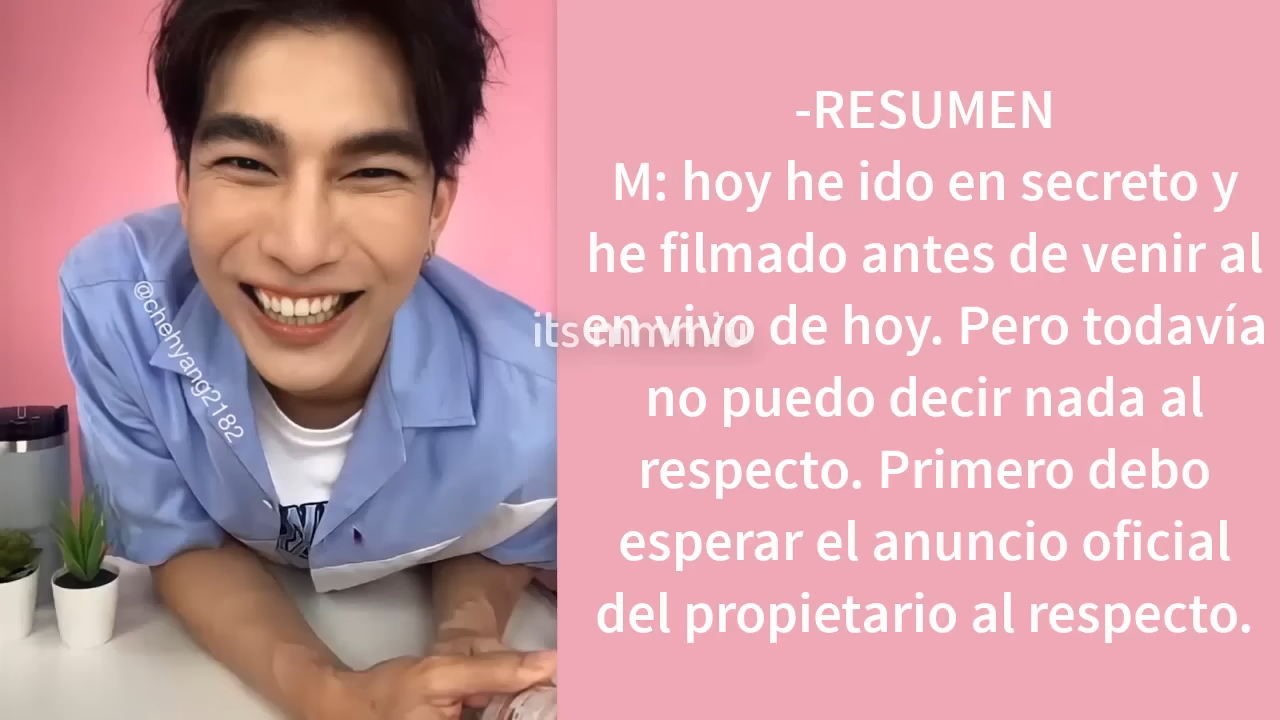 -RESUMEN
M: hoy he ido en secreto y
he filmado antes de venir al
en vivo de hoy. Pero todavía
no puedo decir nada al
respecto. Primero debo
esperar el anuncio oficial
del propietario al respecto.
@chehyang2182